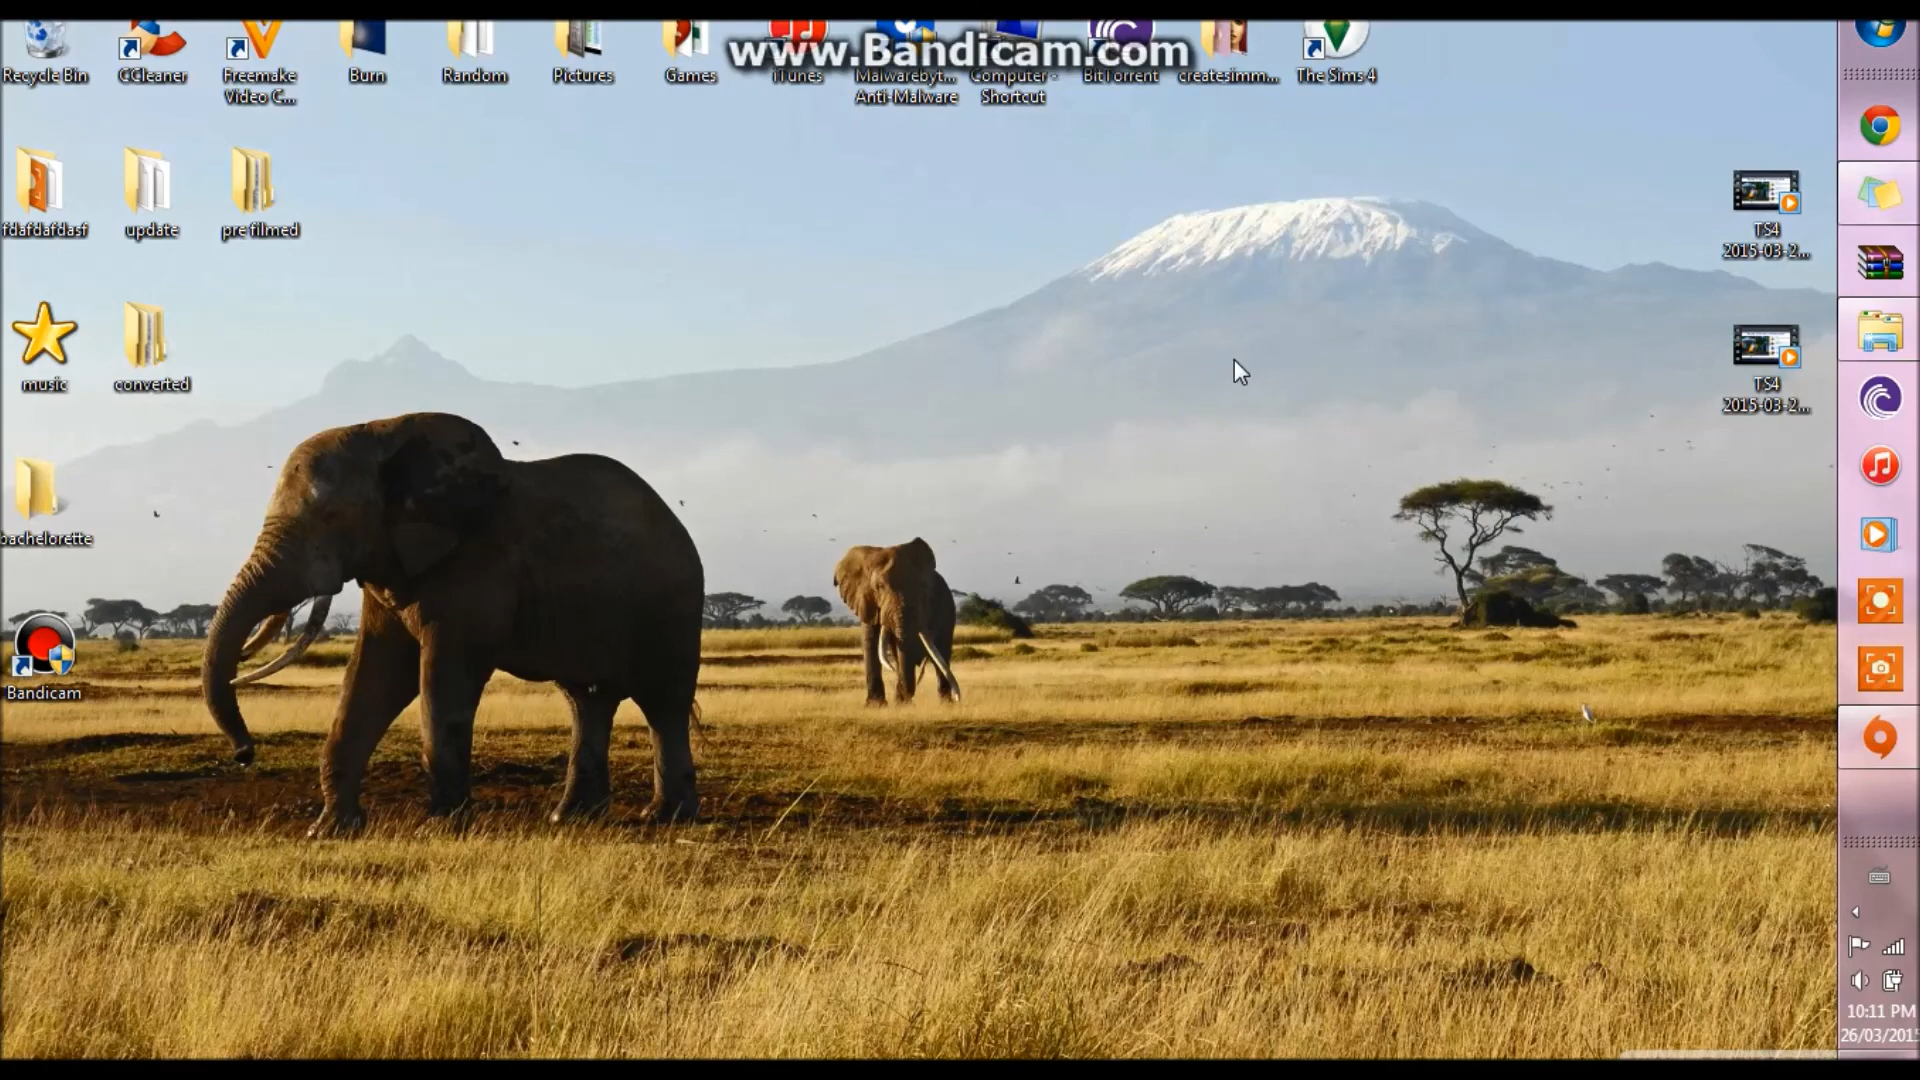 www.Bandicam.com
Recycle Bin
CCleaner
Freemake
Video C...
Burn
Random
Pictures
Games
iTunes
Malwarebyt...
Anti-Malware
Computer -
Shortcut
BitTorrent
createsimm...
The Sims 4
fdafdafdasf
update
pre filmed
TS4
2015-03-2...
music
converted
TS4
2015-03-2...
bachelorette
Bandicam
10:11 PM
26/03/201